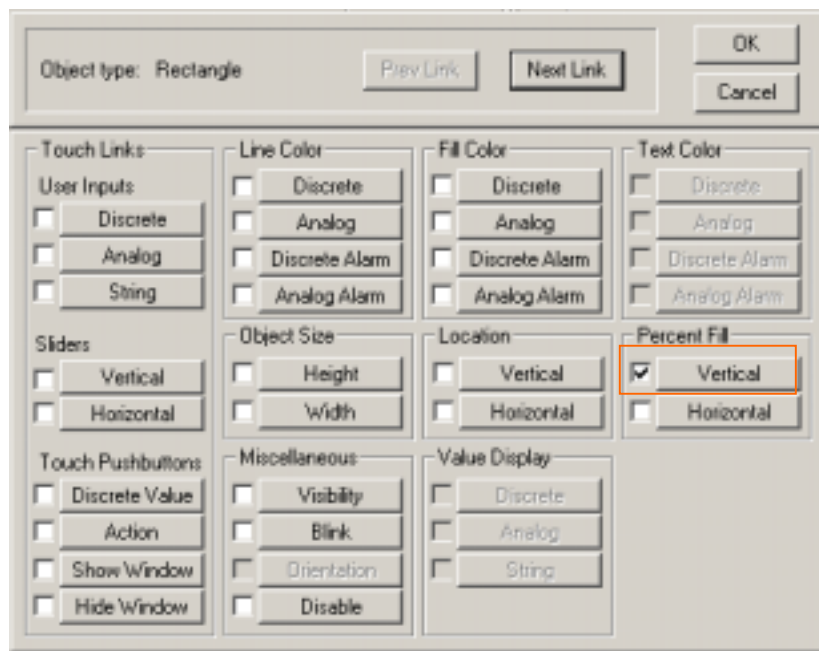 Object type: Rectangle
Prev Link
Next Link
OK
Cancel
Touch Links
User Inputs
Discrete
Analog
String
Sliders
Vertical
Horizontal
Touch Pushbuttons
Discrete Value
Action
Show Window
Hide Window
Line Color
Discrete
Analog
Discrete Alarm
Analog Alarm
Object Size
Height
Width
Miscellaneous
Visibility
Blink
Orientation
Disable
Fill Color
Discrete
Analog
Discrete Alarm
Analog Alarm
Location
Vertical
Horizontal
Value Display
Discrete
Analog
String
Text Color
Discrete
Analog
Discrete Alarm
Analog Alarm
Percent Fill
Vertical
Horizontal